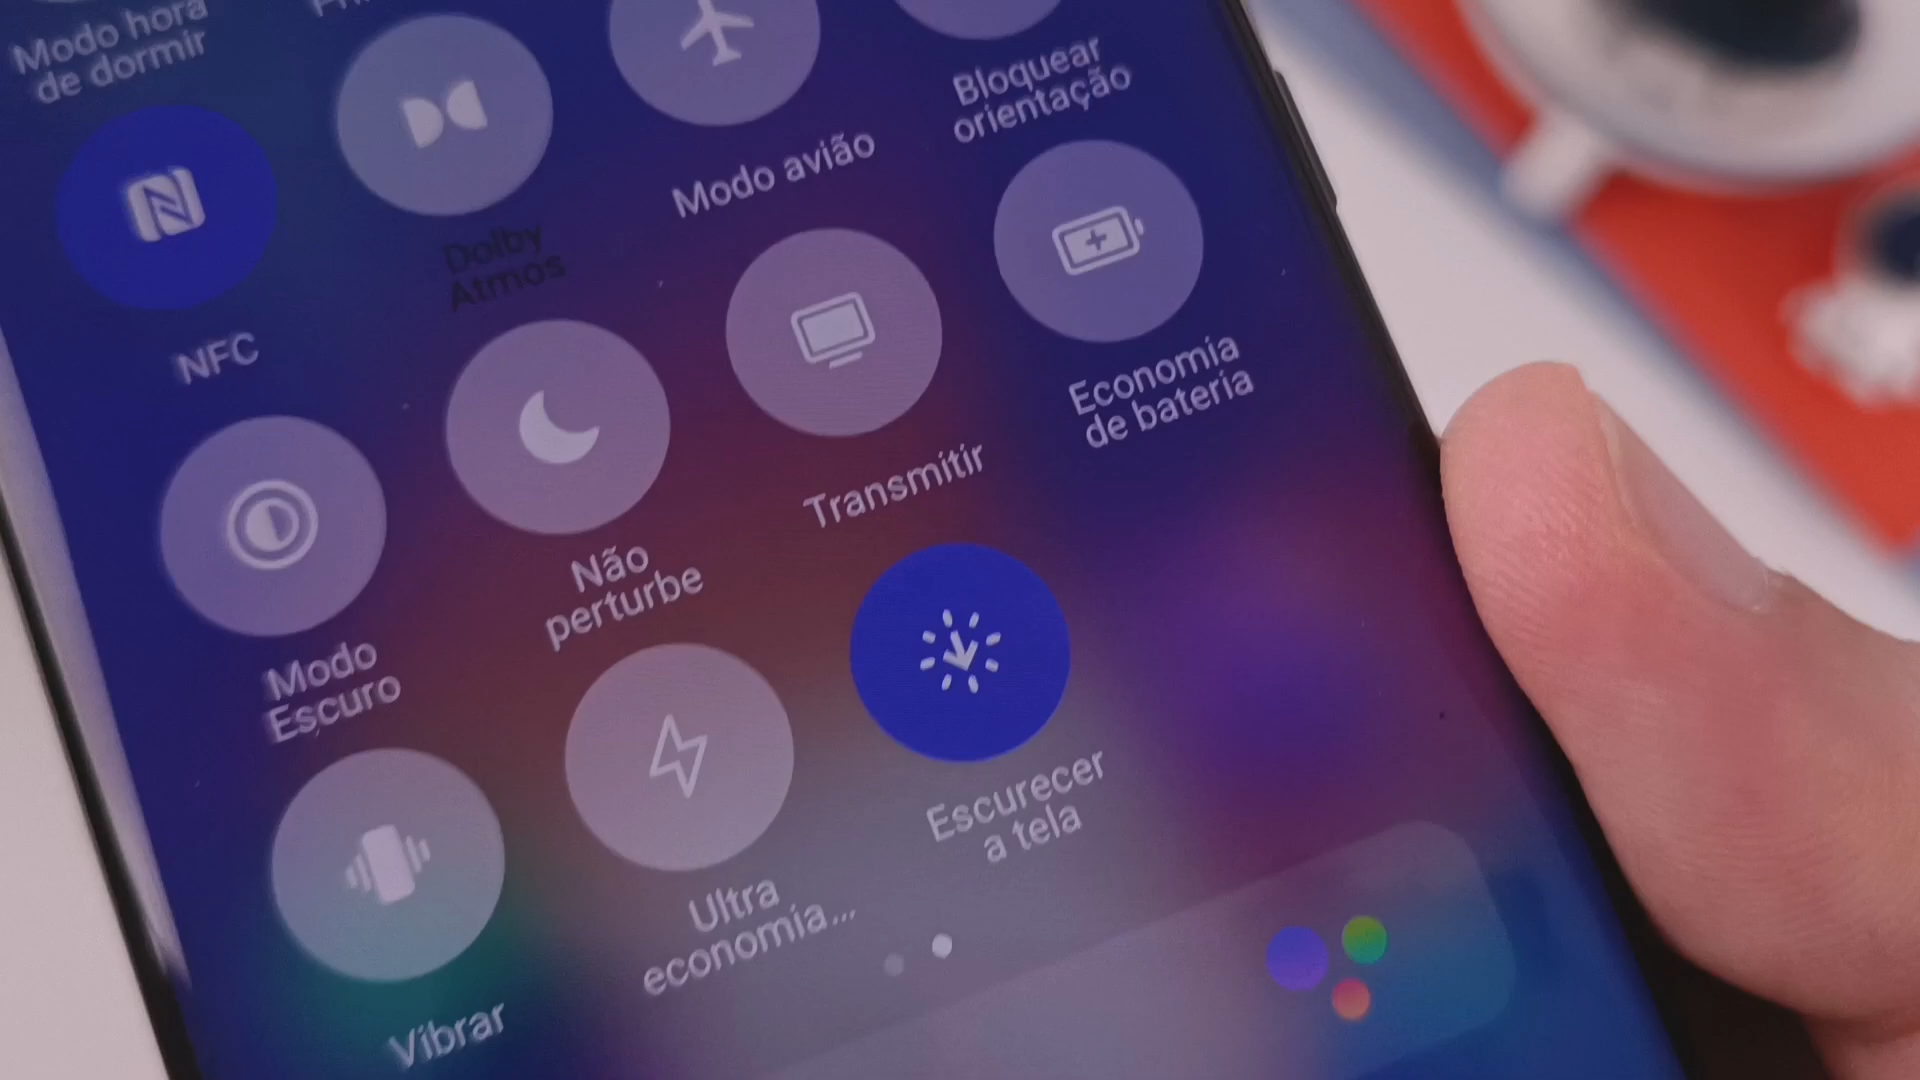 Modo hora
de dormir
Bloquear
orientação
Modo avião
Dolby
Atmos
NFC
Economia
de bateria
Transmitir
Não
perturbe
Modo
Escuro
Escurecer
a tela
Ultra
economia...
Vibrar